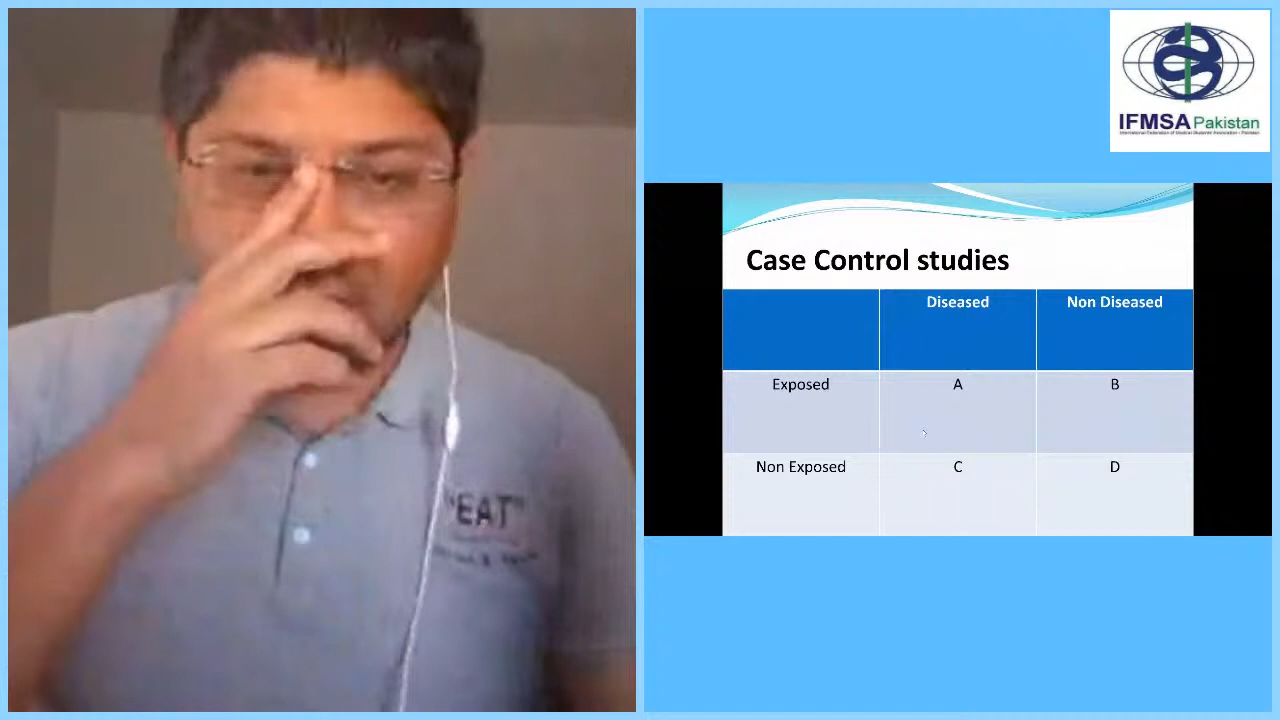 IFMSA Pakistan
Case Control studies
Diseased Non Diseased
Exposed A B
Non Exposed C D
"EAT"